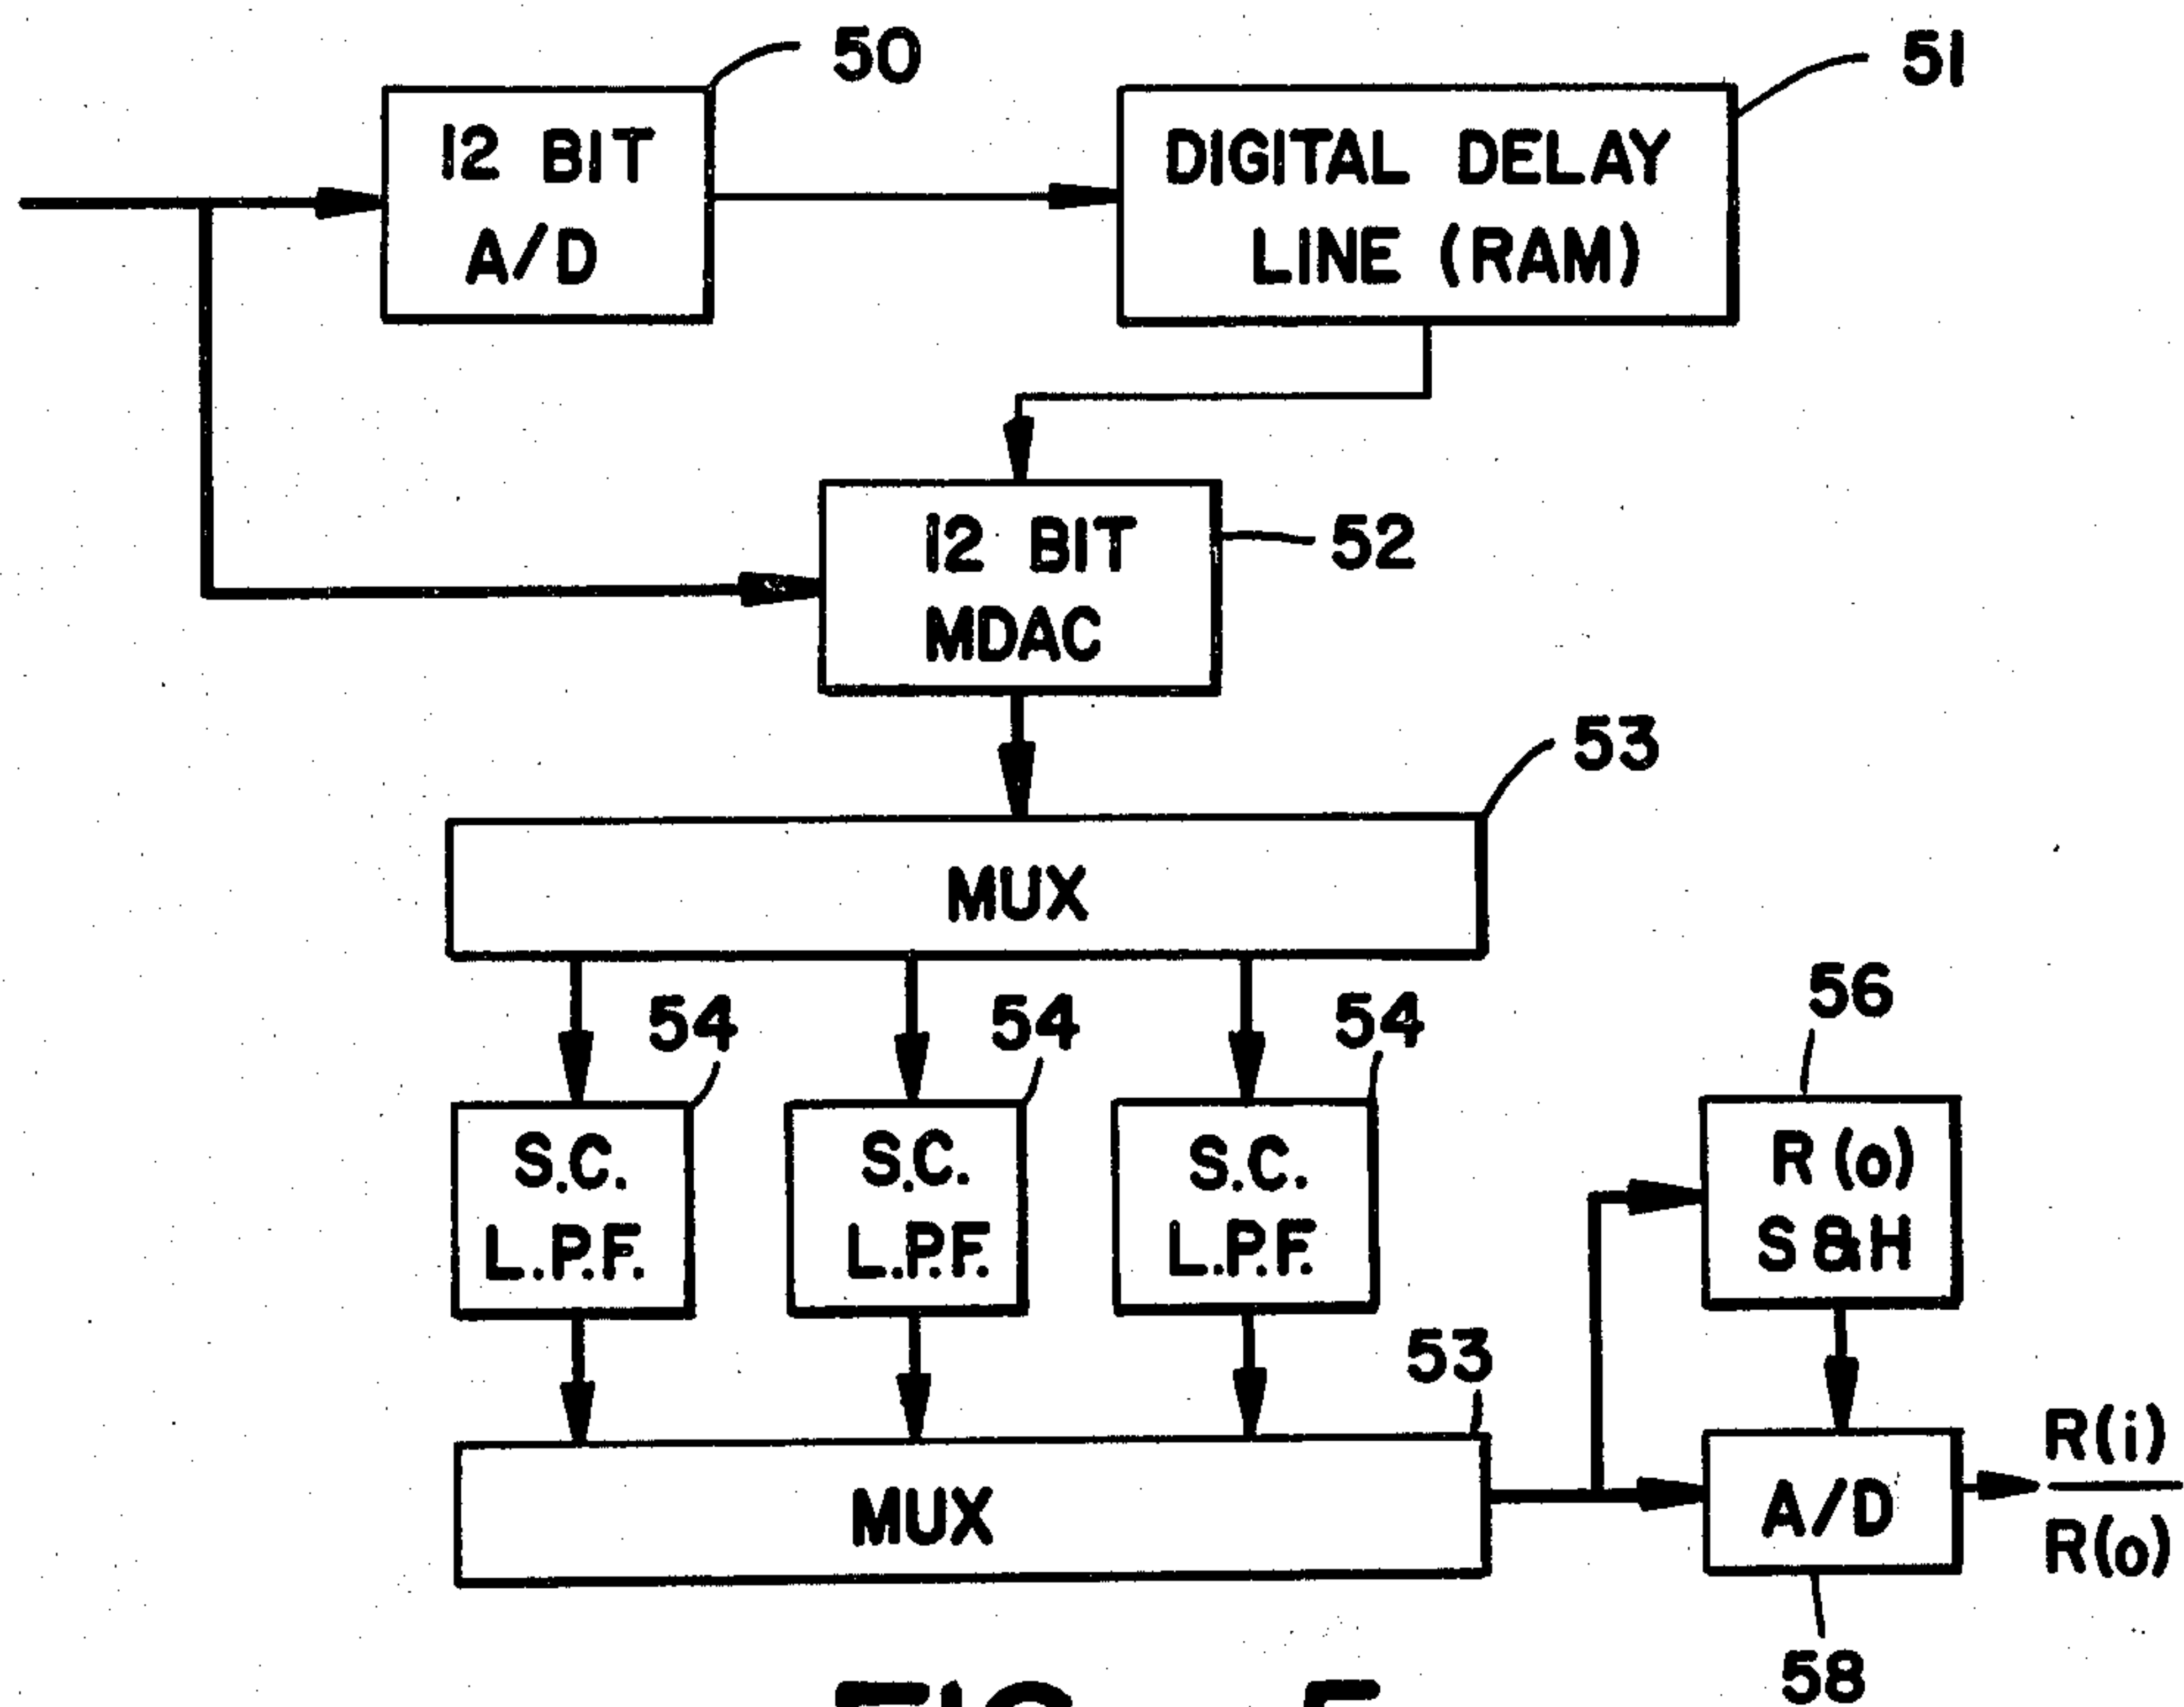 50
51
12 BIT
A/D
DIGITAL DELAY
LINE (RAM)
12 BIT
MDAC
52
53
MUX
54
54
54
56
S.C.
L.P.F.
S.C.
L.P.F.
S.C.
L.P.F.
R(o)
S&H
53
MUX
A/D
R(i)
R(o)
58